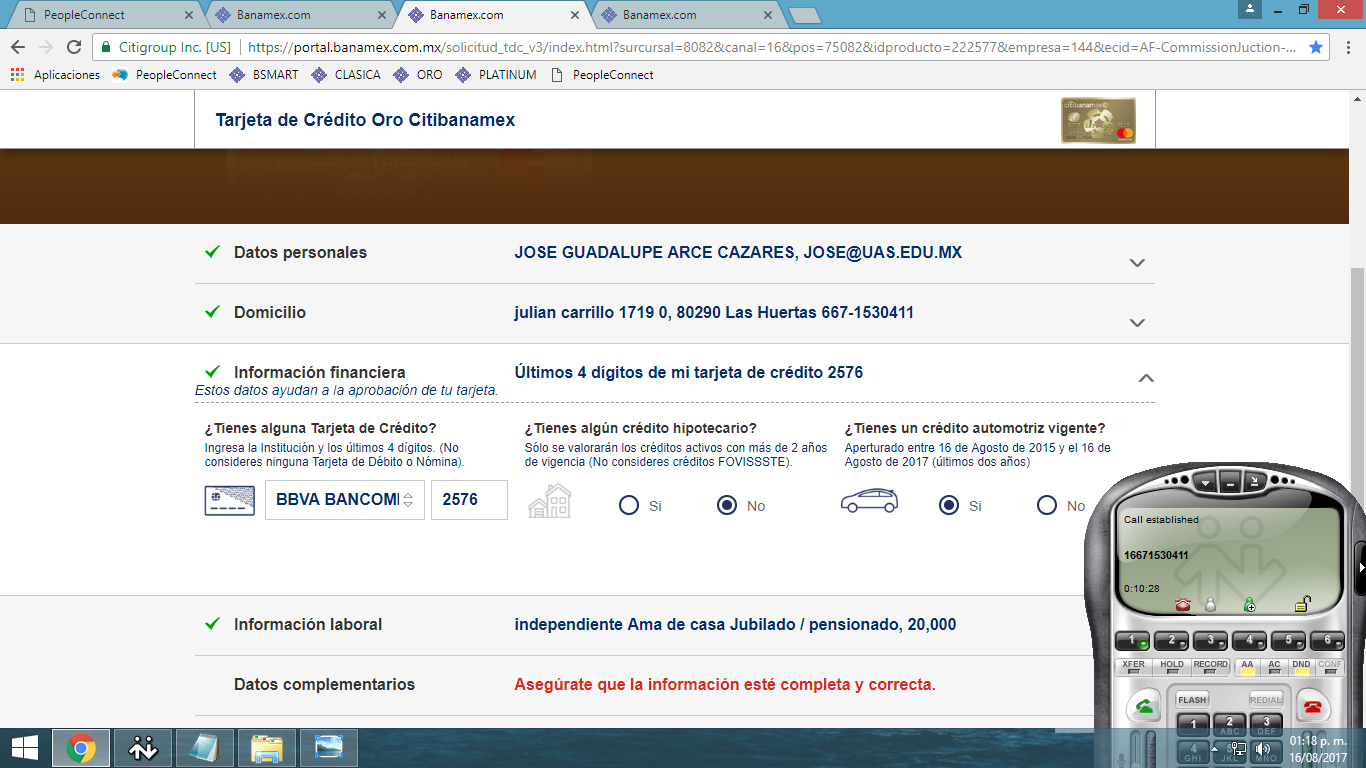 PeopleConnect
Banamex.com
Banamex.com
Banamex.com
Citigroup Inc. [US]
https://portal.banamex.com.mx/solicitud_tdc_v3/index.html?surcursal=8082&canal=16&pos=75082&idproducto=222577&empresa=144&ecid=AF-CommissionJuction-...
Aplicaciones
PeopleConnect
BSMART
CLASICA
ORO
PLATINUM
PeopleConnect
Tarjeta de Crédito Oro Citibanamex
citibanamex
Datos personales
JOSE GUADALUPE ARCE CAZARES, JOSE@UAS.EDU.MX
Domicilio
julian carrillo 1719 0, 80290 Las Huertas 667-1530411
Información financiera
Últimos 4 dígitos de mi tarjeta de crédito 2576
Estos datos ayudan a la aprobación de tu tarjeta.
¿Tienes alguna Tarjeta de Crédito?
Ingresa la Institución y los últimos 4 dígitos. (No
consideres ninguna Tarjeta de Débito o Nómina).
BBVA BANCOMI
2576
¿Tienes algún crédito hipotecario?
Sólo se valorarán los créditos activos con más de 2 años
de vigencia (No consideres créditos FOVISSSTE).
Si
No
¿Tienes un crédito automotriz vigente?
Aperturado entre 16 de Agosto de 2015 y el 16 de
Agosto de 2017 (últimos dos años)
Si
No
Información laboral
independiente Ama de casa Jubilado / pensionado, 20,000
Datos complementarios
Asegúrate que la información esté completa y correcta.
Call established
16671530411
0:10:28
1
2
3
4
5
6
XFER
HOLD
RECORD
AA
AC
DND
CONF
FLASH
REDIAL
1
2
ABC
3
DEF
4
GHI
5
JKL
MNO
01:18 p. m.
16/08/2017